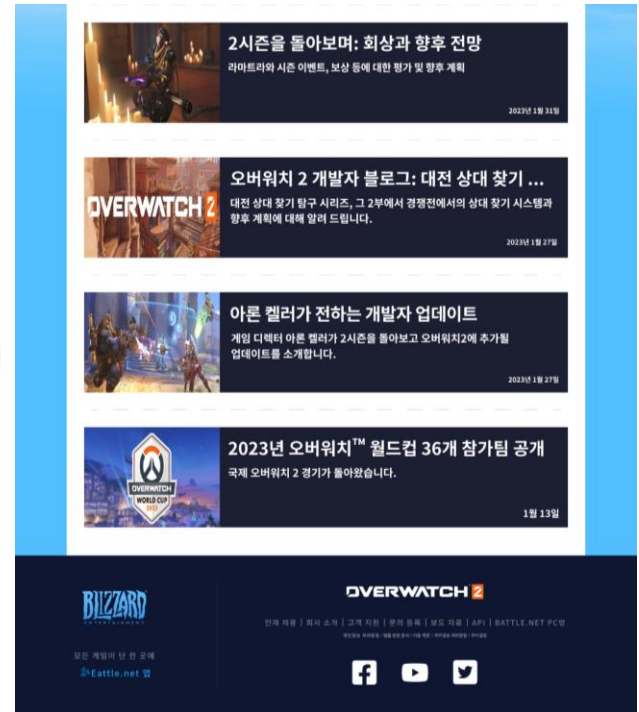 2시즌을 돌아보며: 회상과 향후 전망
라마트라와 시즌 이벤트, 보상 등에 대한 평가 및 향후 계획
2023년 1월 31일
OVERWATCH 2
오버워치 2 개발자 블로그: 대전 상대 찾기 ...
대전 상대 찾기 탐구 시리즈, 그 2부에서 경쟁전에서의 상대 찾기 시스템과
향후 계획에 대해 알려 드립니다.
2023년 1월 27일
아론 켈러가 전하는 개발자 업데이트
게임 디렉터 아론 켈러가 2시즌을 돌아보고 오버워치2에 추가될
업데이트를 소개합니다.
2023년 1월 27일
OVERWATCH
WORLD CUP
2023년 오버워치™ 월드컵 36개 참가팀 공개
국제 오버워치 2 경기가 돌아왔습니다.
1월 13일
BLIZZARD
ENTERTAINMENT
모든 게임이 단 한 곳에
Eattle.net 앱
OVERWATCH 2
인재 채용 | 회사 소개 | 고객 지원 | 문의 등록 | 보도 자료 | API | BATTLE.NET PC방